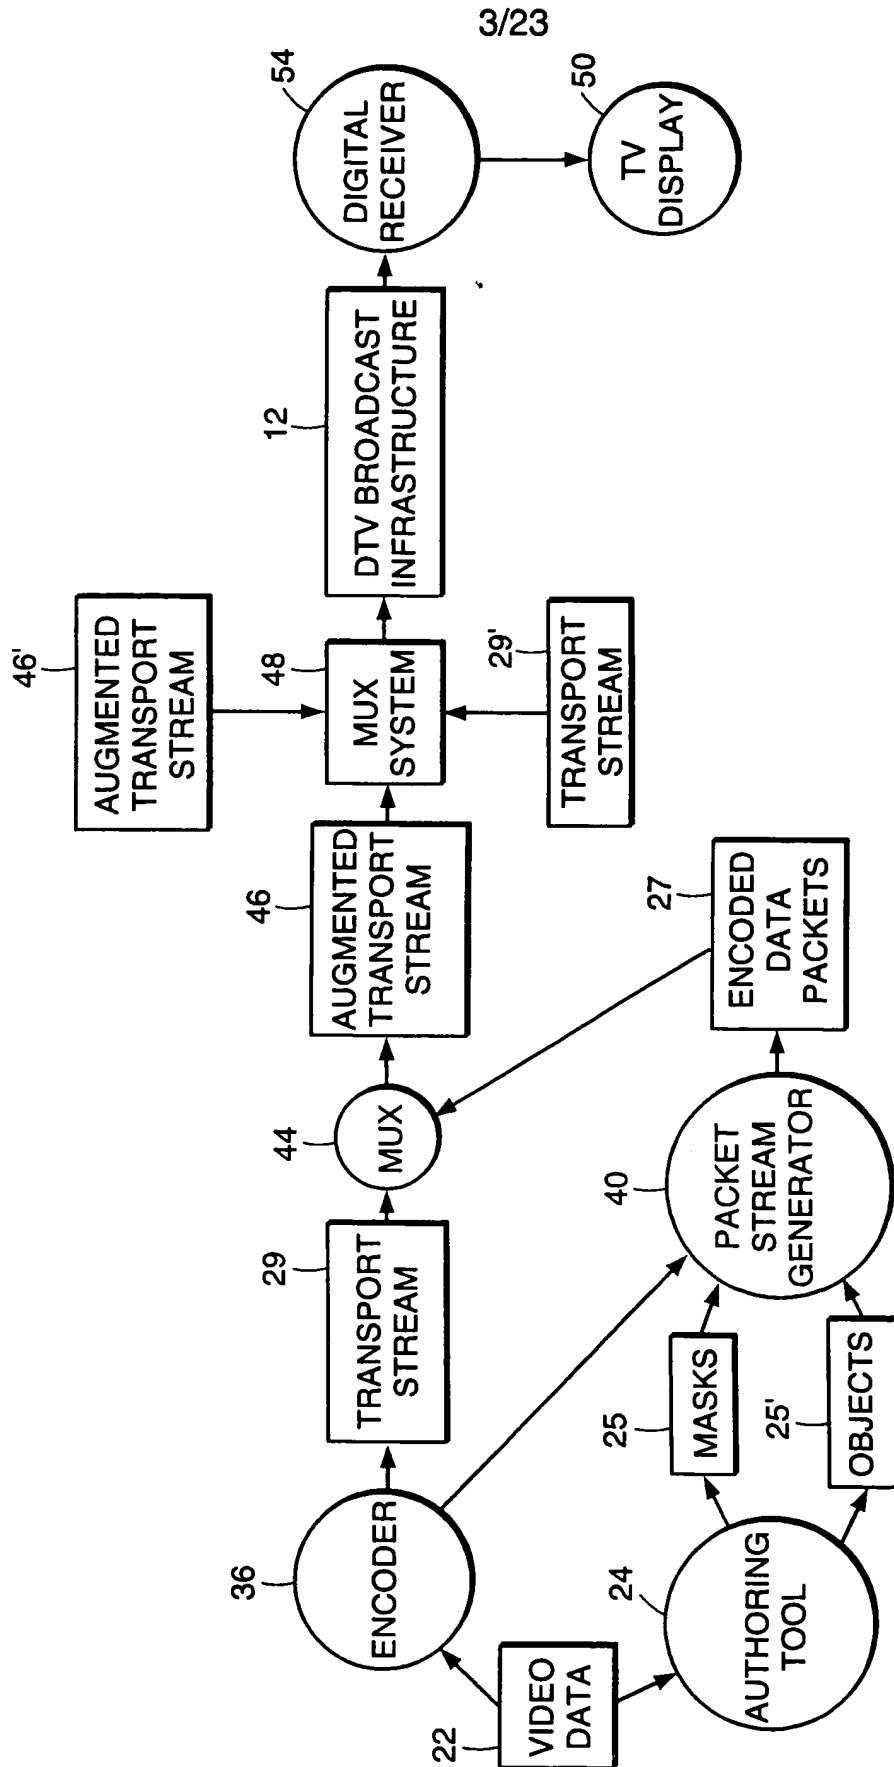 3/23
22
VIDEO
DATA
36
ENCODER
24
AUTHORING
TOOL
29
TRANSPORT
STREAM
25
MASKS
25'
OBJECTS
44
MUX
40
PACKET
STREAM
GENERATOR
46
AUGMENTED
TRANSPORT
STREAM
27
ENCODED
DATA
PACKETS
46'
AUGMENTED
TRANSPORT
STREAM
48
MUX
SYSTEM
29'
TRANSPORT
STREAM
12
DTV BROADCAST
INFRASTRUCTURE
54
DIGITAL
RECEIVER
50
TV
DISPLAY